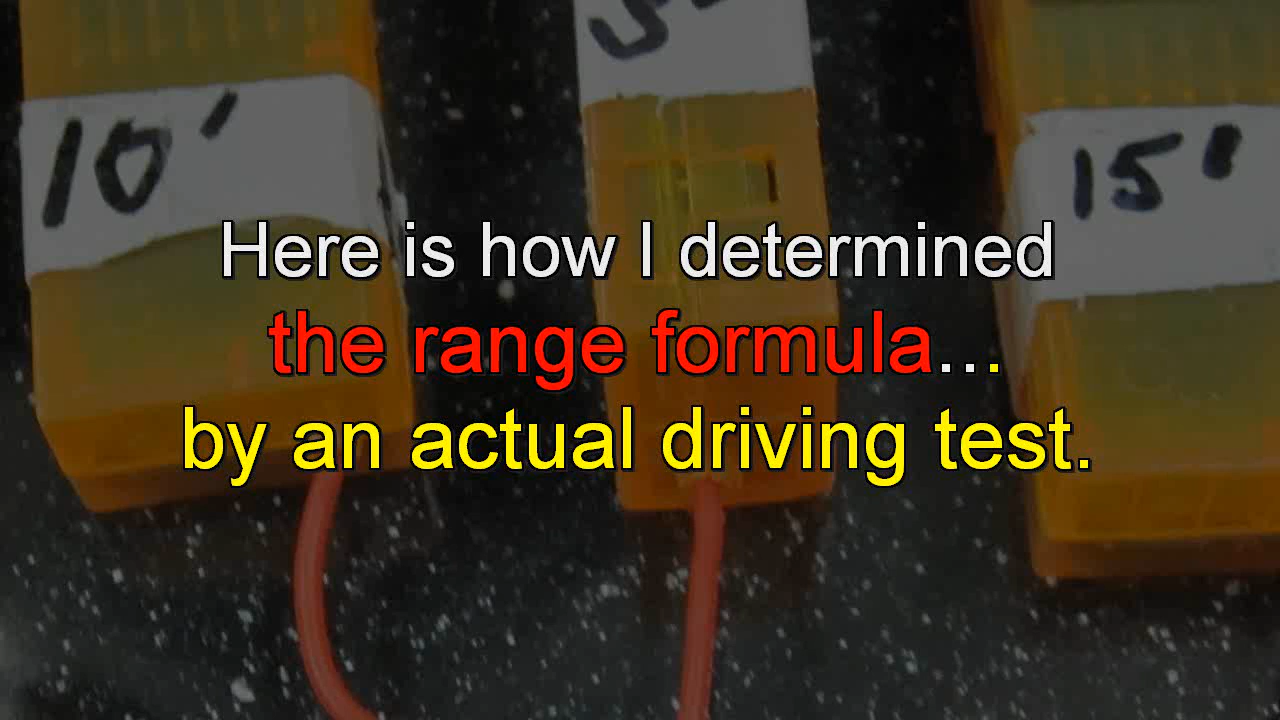 10'
15'
Here is how I determined
the range formula...
by an actual driving test.